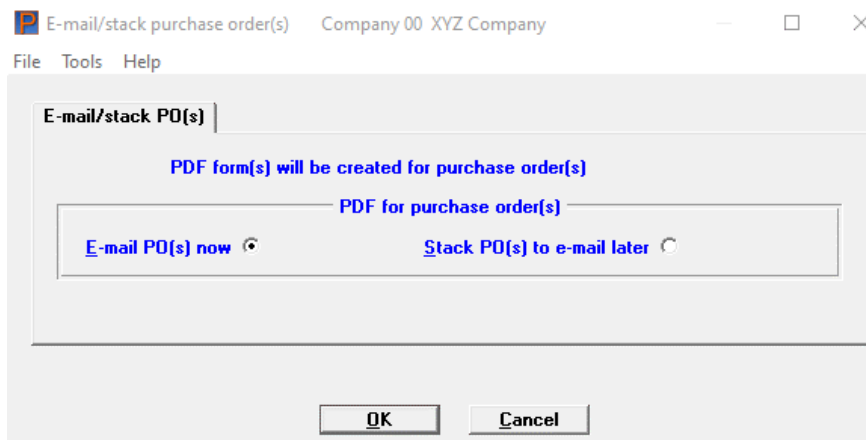 P E-mail/stack purchase order(s) Company 00 XYZ Company
File Tools Help
E-mail/stack PO(s)
PDF form(s) will be created for purchase order(s)
PDF for purchase order(s)
E-mail PO(s) now Stack PO(s) to e-mail later
OK Cancel